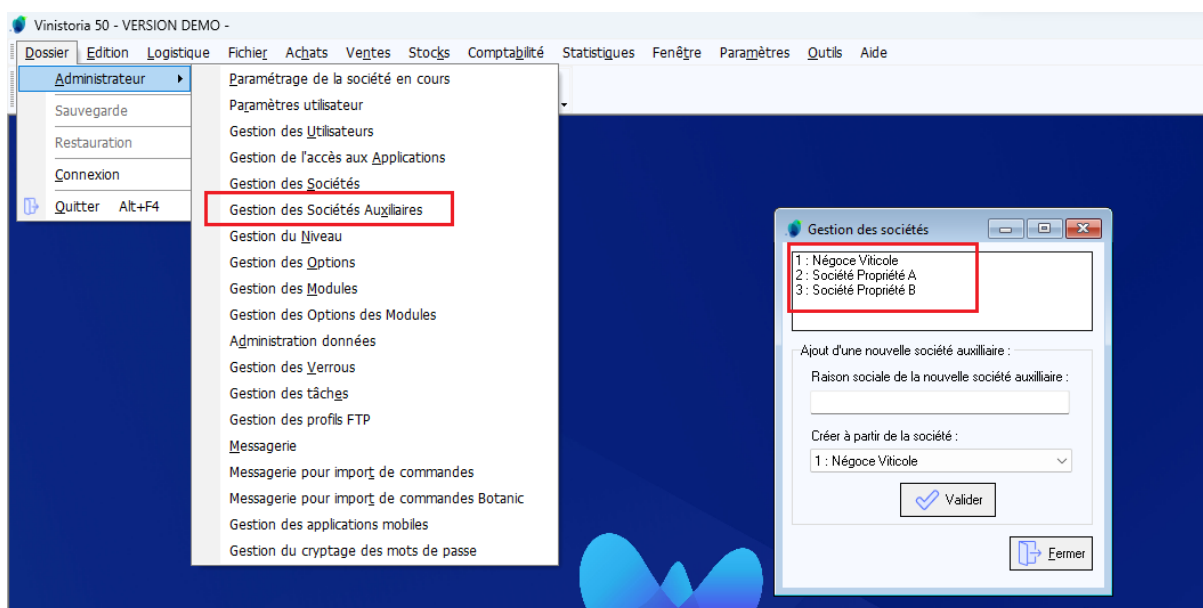 Vinistoria 50 - VERSION DEMO -
Dossier Edition Logistique Fichier Achats Ventes Stocks Comptabilité Statistiques Fenêtre Paramètres Outils Aide
Administrateur
Sauvegarde
Restauration
Connexion
Quitter Alt+F4
Paramétrage de la société en cours
Paramètres utilisateur
Gestion des Utilisateurs
Gestion de l'accès aux Applications
Gestion des Sociétés
Gestion des Sociétés Auxiliaires
Gestion du Niveau
Gestion des Options
Gestion des Modules
Gestion des Options des Modules
Administration données
Gestion des Verrous
Gestion des tâches
Gestion des profils FTP
Messagerie
Messagerie pour import de commandes
Messagerie pour import de commandes Botanic
Gestion des applications mobiles
Gestion du cryptage des mots de passe
Gestion des sociétés
1 : Négoce Viticole
2 : Société Propriété A
3 : Société Propriété B
Ajout d'une nouvelle société auxilliaire :
Raison sociale de la nouvelle société auxilliaire :
Créer à partir de la société :
1 : Négoce Viticole
Valider
Fermer